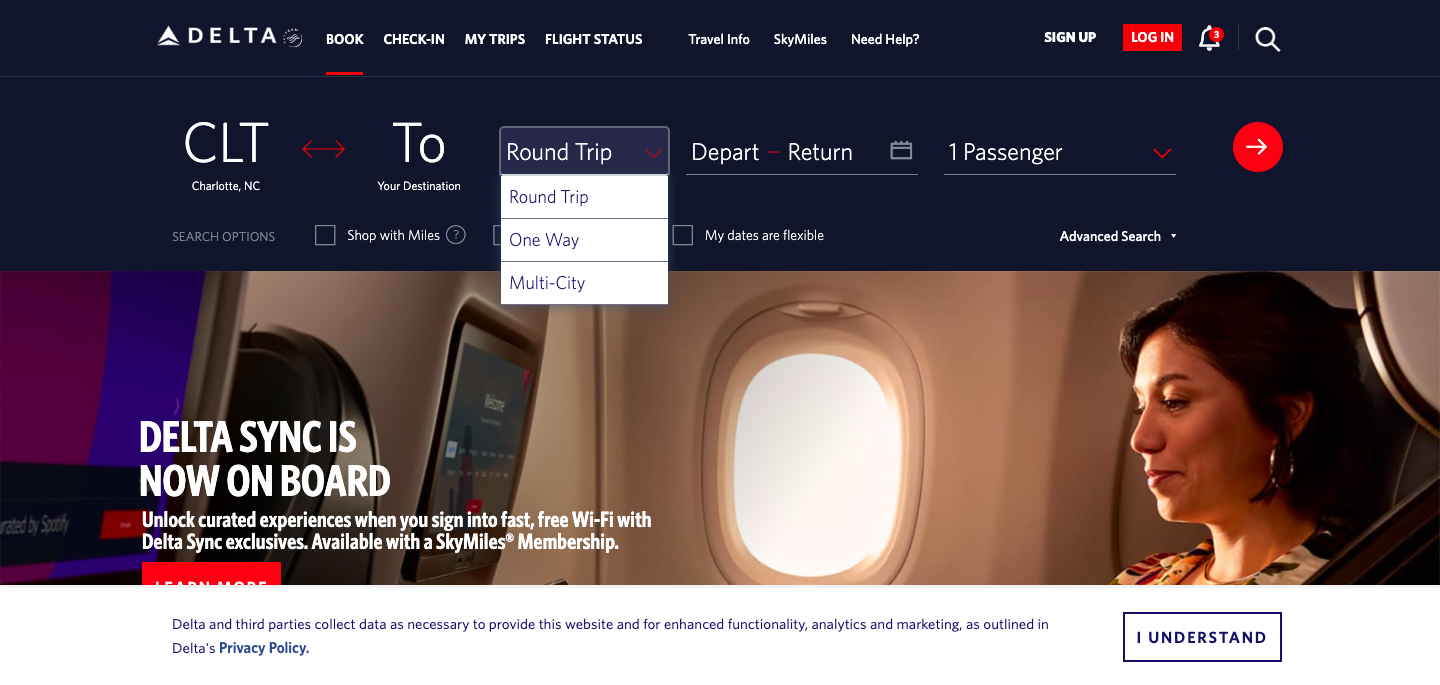 DELTA
BOOK
CHECK-IN
MY TRIPS
FLIGHT STATUS
Travel Info
SkyMiles
Need Help?
SIGN UP
LOG IN
3
CLT
Charlotte, NC
To
Your Destination
Round Trip
Depart – Return
1 Passenger
Round Trip
One Way
Multi-City
SEARCH OPTIONS
Shop with Miles ?
My dates are flexible
Advanced Search
Welcome
DELTA SYNC IS
NOW ON BOARD
Unlock curated experiences when you sign into fast, free Wi-Fi with
Delta Sync exclusives. Available with a SkyMiles® Membership.
LEARN MORE
by Spotify
Delta and third parties collect data as necessary to provide this website and for enhanced functionality, analytics and marketing, as outlined in
Delta's Privacy Policy.
I UNDERSTAND